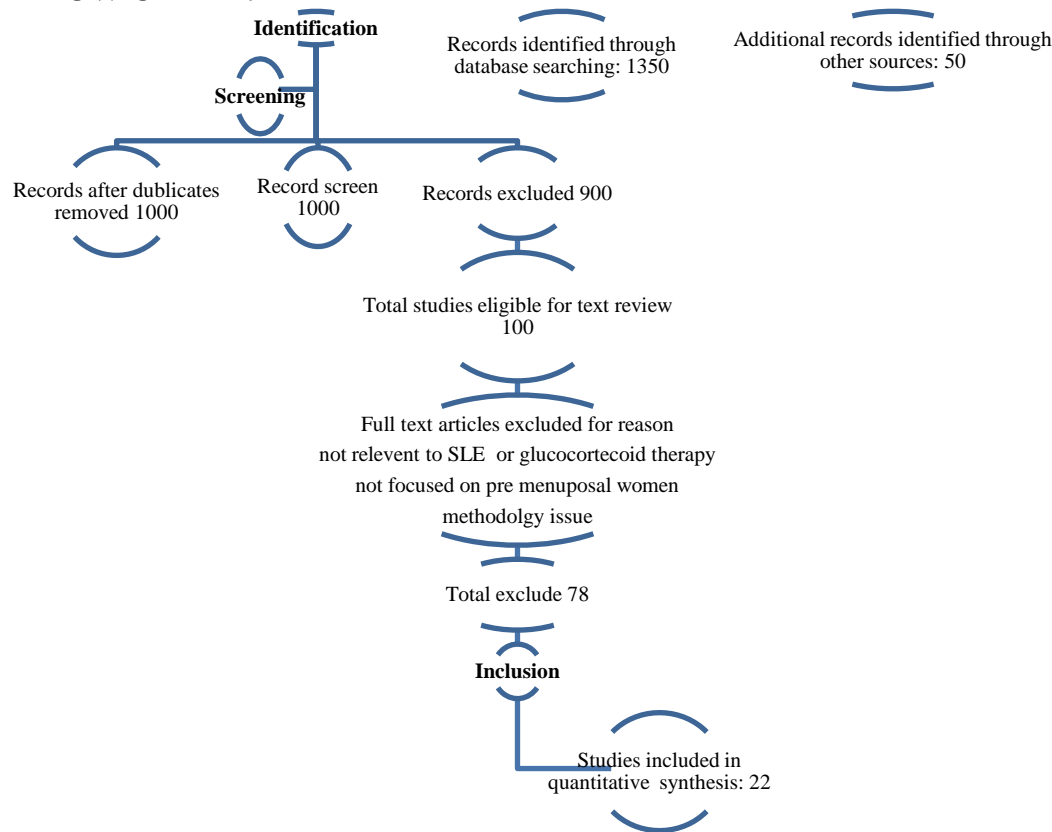 Identification
Records identified through
database searching: 1350
Additional records identified through
other sources: 50
Screening
Records after dublicates
removed 1000
Record screen
1000
Records excluded 900
Total studies eligible for text review
100
Full text articles excluded for reason
not relevent to SLE or glucocortecoid therapy
not focused on pre menuposal women
methodolgy issue
Total exclude 78
Inclusion
Studies included in
quantitative synthesis: 22